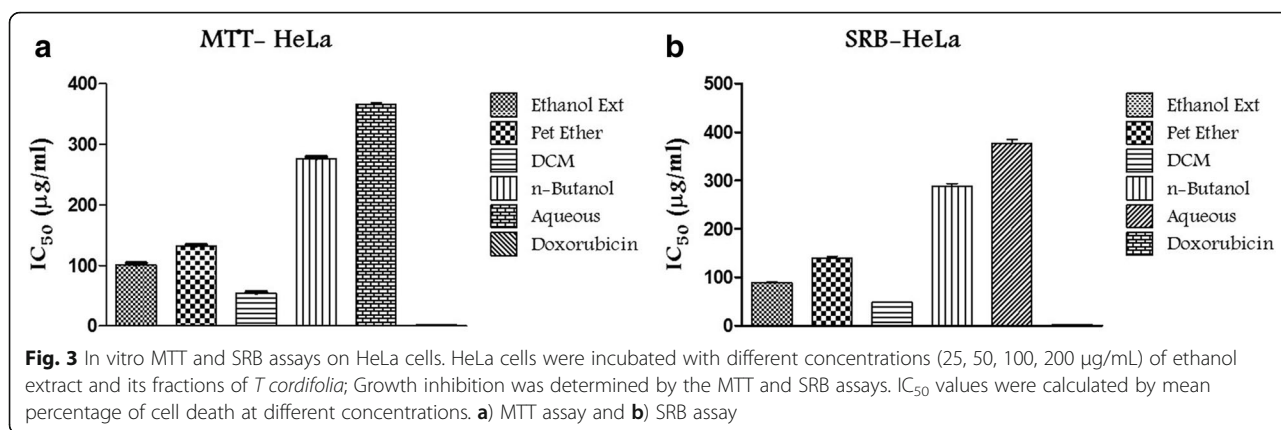 a
MTT- HeLa
400
300
200
100
0
IC50 (µg/ml)
Ethanol Ext
Pet Ether
DCM
n-Butanol
Aqueous
Doxorubicin
b
SRB-HeLa
500
400
300
200
100
0
IC50 (µg/ml)
Ethanol Ext
Pet Ether
DCM
n-Butanol
Aqueous
Doxorubicin
Fig. 3 In vitro MTT and SRB assays on HeLa cells. HeLa cells were incubated with different concentrations (25, 50, 100, 200 µg/mL) of ethanol
extract and its fractions of T cordifolia; Growth inhibition was determined by the MTT and SRB assays. IC50 values were calculated by mean
percentage of cell death at different concentrations. a) MTT assay and b) SRB assay